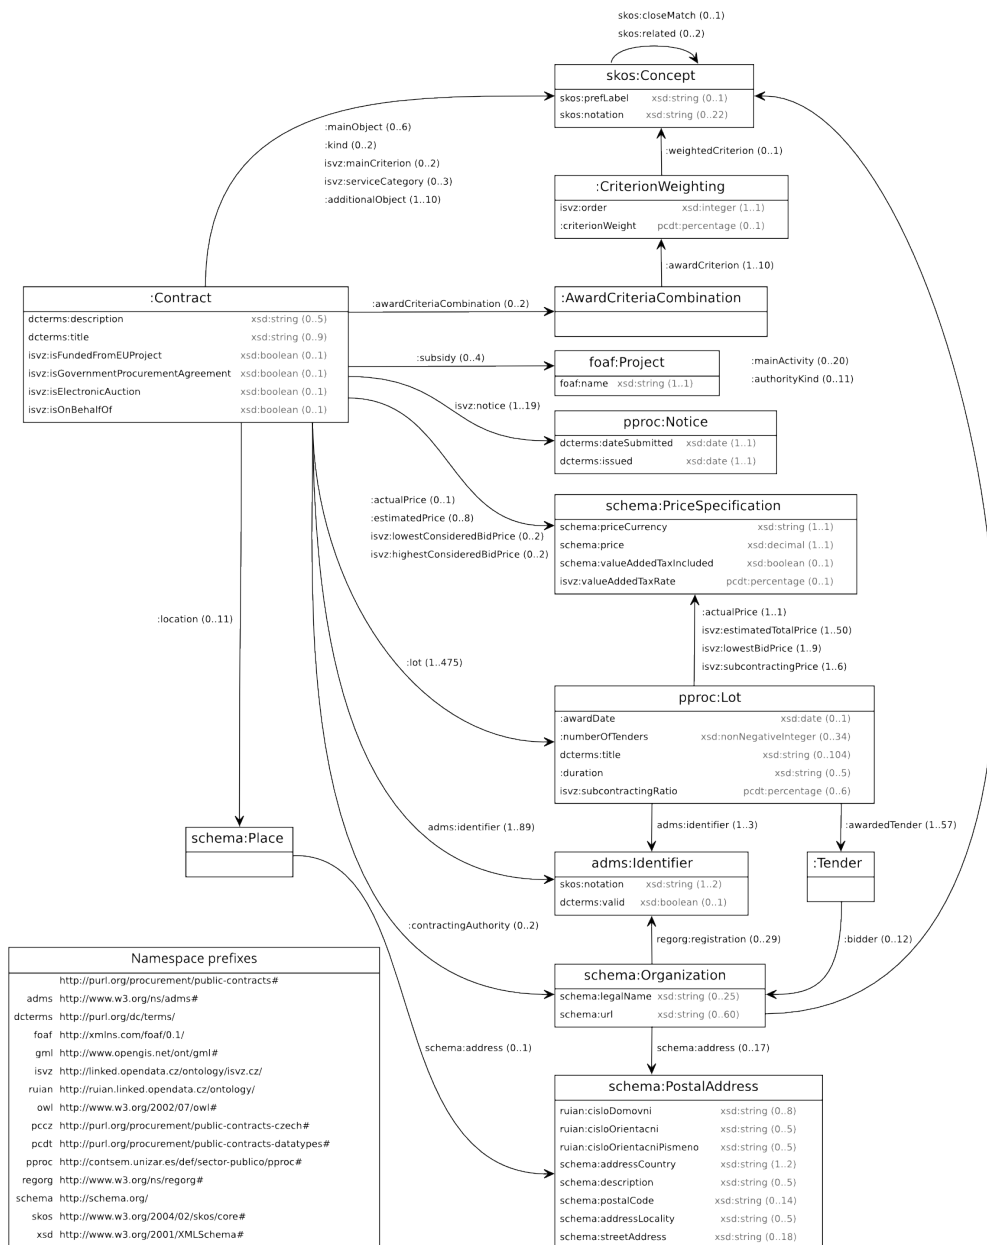 skos:closeMatch (0..1)
skos:related (0..2)
skos:Concept
skos:prefLabel xsd:string (0..1)
skos:notation xsd:string (0..22)
:mainObject (0..6)
:kind (0..2)
isvz:mainCriterion (0..2)
isvz:serviceCategory (0..3)
:additionalObject (1..10)
:weightedCriterion (0..1)
:CriterionWeighting
isvz:order xsd:integer (1..1)
:criterionWeight pcdt:percentage (0..1)
:awardCriterion (1..10)
:Contract
dcterms:description xsd:string (0..5)
dcterms:title xsd:string (0..9)
isvz:isFundedFromEUProject xsd:boolean (0..1)
isvz:isGovernmentProcurementAgreement xsd:boolean (0..1)
isvz:isElectronicAuction xsd:boolean (0..1)
isvz:isOnBehalfOf xsd:boolean (0..1)
:awardCriteriaCombination (0..2)
:AwardCriteriaCombination
:subsidy (0..4)
foaf:Project
foaf:name xsd:string (1..1)
:mainActivity (0..20)
:authorityKind (0..11)
isvz:notice (1..19)
pproc:Notice
dcterms:dateSubmitted xsd:date (1..1)
dcterms:issued xsd:date (1..1)
:actualPrice (0..1)
:estimatedPrice (0..8)
isvz:lowestConsideredBidPrice (0..2)
isvz:highestConsideredBidPrice (0..2)
schema:PriceSpecification
schema:priceCurrency xsd:string (1..1)
schema:price xsd:decimal (1..1)
schema:valueAddedTaxIncluded xsd:boolean (0..1)
isvz:valueAddedTaxRate pcdt:percentage (0..1)
:actualPrice (1..1)
isvz:estimatedTotalPrice (1..50)
isvz:lowestBidPrice (1..9)
isvz:subcontractingPrice (1..6)
:location (0..11)
:lot (1..475)
pproc:Lot
:awardDate xsd:date (0..1)
:numberOfTenders xsd:nonNegativeInteger (0..34)
dcterms:title xsd:string (0..104)
:duration xsd:string (0..5)
isvz:subcontractingRatio pcdt:percentage (0..6)
adms:identifier (1..89)
adms:identifier (1..3)
:awardedTender (1..57)
schema:Place
adms:Identifier
skos:notation xsd:string (1..2)
dcterms:valid xsd:boolean (0..1)
:Tender
:contractingAuthority (0..2)
regorg:registration (0..29)
:bidder (0..12)
schema:Organization
schema:legalName xsd:string (0..25)
schema:url xsd:string (0..60)
schema:address (0..1)
schema:address (0..17)
schema:PostalAddress
ruian:cisloDomovni xsd:string (0..8)
ruian:cisloOrientacni xsd:string (0..5)
ruian:cisloOrientacniPismeno xsd:string (0..5)
schema:addressCountry xsd:string (1..2)
schema:description xsd:string (0..5)
schema:postalCode xsd:string (0..14)
schema:addressLocality xsd:string (0..5)
schema:streetAddress xsd:string (0..18)
Namespace prefixes
http://purl.org/procurement/public-contracts#
adms http://www.w3.org/ns/adms#
dcterms http://purl.org/dc/terms/
foaf http://xmlns.com/foaf/0.1/
gml http://www.opengis.net/ont/gml#
isvz http://linked.opendata.cz/ontology/isvz.cz/
ruian http://ruian.linked.opendata.cz/ontology/
owl http://www.w3.org/2002/07/owl#
pccz http://purl.org/procurement/public-contracts-czech#
pcdt http://purl.org/procurement/public-contracts-datatypes#
pproc http://contsem.unizar.es/def/sector-publico/pproc#
regorg http://www.w3.org/ns/regorg#
schema http://schema.org/
skos http://www.w3.org/2004/02/skos/core#
xsd http://www.w3.org/2001/XMLSchema#